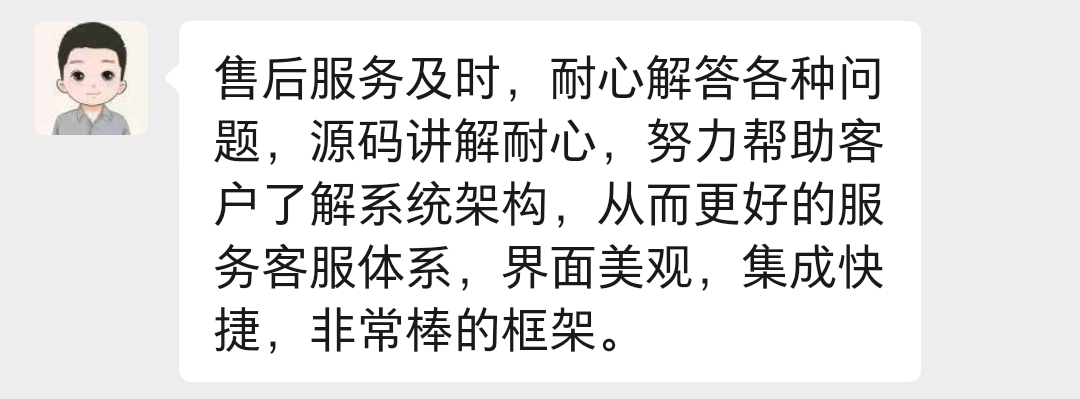 售后服务及时，耐心解答各种问
题，源码讲解耐心，努力帮助客
户了解系统架构，从而更好的服
务客服体系，界面美观，集成快
捷，非常棒的框架。